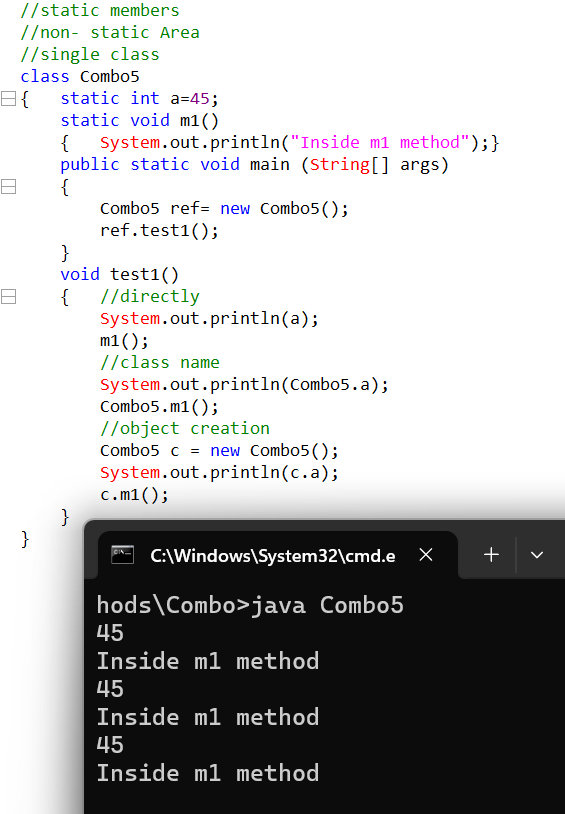 //static members
//non- static Area
//single class
class Combo5
{   static int a=45;
    static void m1()
    {   System.out.println("Inside m1 method");}
    public static void main (String[] args)
    {
        Combo5 ref= new Combo5();
        ref.test1();
    }
    void test1()
    {   //directly
        System.out.println(a);
        m1();
        //class name
        System.out.println(Combo5.a);
        Combo5.m1();
        //object creation
        Combo5 c = new Combo5();
        System.out.println(c.a);
        c.m1();
    }
}
C:\Windows\System32\cmd.e
hods\Combo>java Combo5
45
Inside m1 method
45
Inside m1 method
45
Inside m1 method